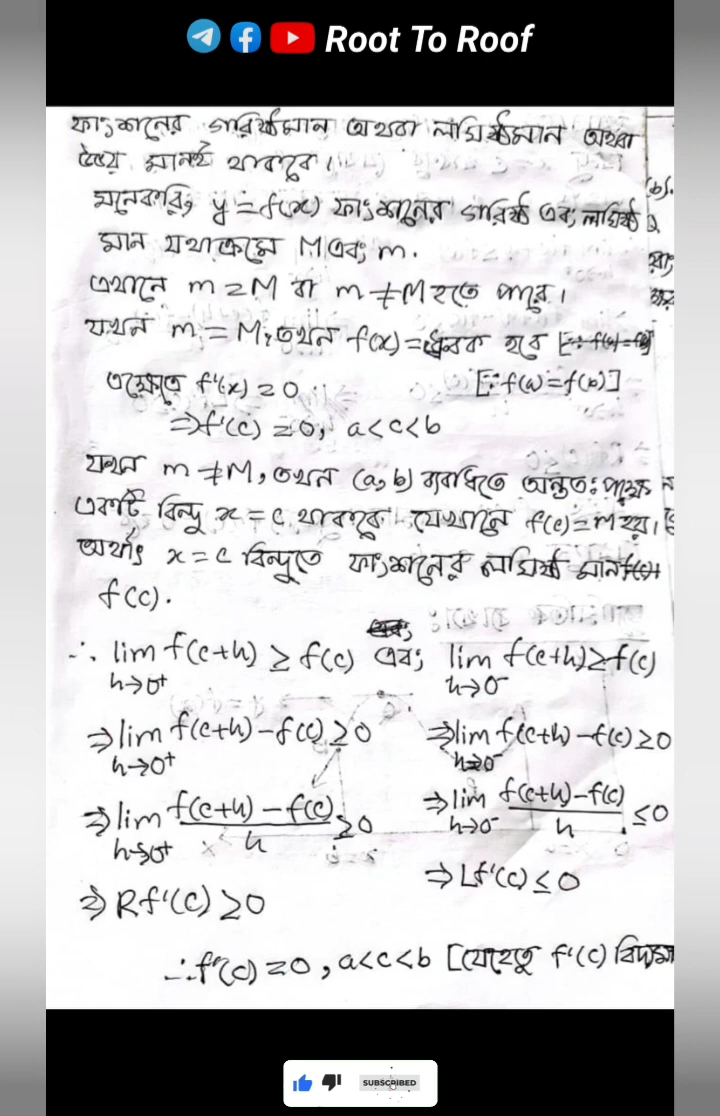 Root To Roof
ফাংশনের গরিষ্ঠমান অথবা লঘিষ্ঠমান অথবা
উভয় মানই থাকবে।
মনেকরি, y = f(x) ফাংশনের গরিষ্ঠ এবং লঘিষ্ঠ
মান যথাক্রমে M এবং m.
এখানে m = M বা m ≠ M হতে পারে।
যখন m = M, তখন f(x) = ধ্রুবক হবে
এক্ষেত্রে f'(x) = 0 [∵ f(a) = f(b)]
⇒ f'(c) = 0, a < c < b
যখন m ≠ M, তখন (a, b) ব্যবধিতে অন্তত: পক্ষে
একটি বিন্দু x = c থাকবে যেখানে f(c) = M হয়।
অর্থাৎ x = c বিন্দুতে ফাংশনের লঘিষ্ঠ মান
f(c).
∴ lim f(c+h) ≥ f(c) এবং lim f(c+h) ≥ f(c)
h→0⁺ h→0⁻
⇒ lim f(c+h) − f(c) ≥ 0 ⇒ lim f(c+h) − f(c) ≥ 0
h→0⁺ h→0⁻
⇒ lim f(c+h) − f(c) / h ≥ 0 ⇒ lim f(c+h) − f(c) / h ≤ 0
h→0⁺ h→0⁻
⇒ Rf'(c) ≥ 0 ⇒ Lf'(c) ≤ 0
∴ f'(c) = 0, a < c < b [যেহেতু f'(c) বিদ্যমা
SUBSCRIBED